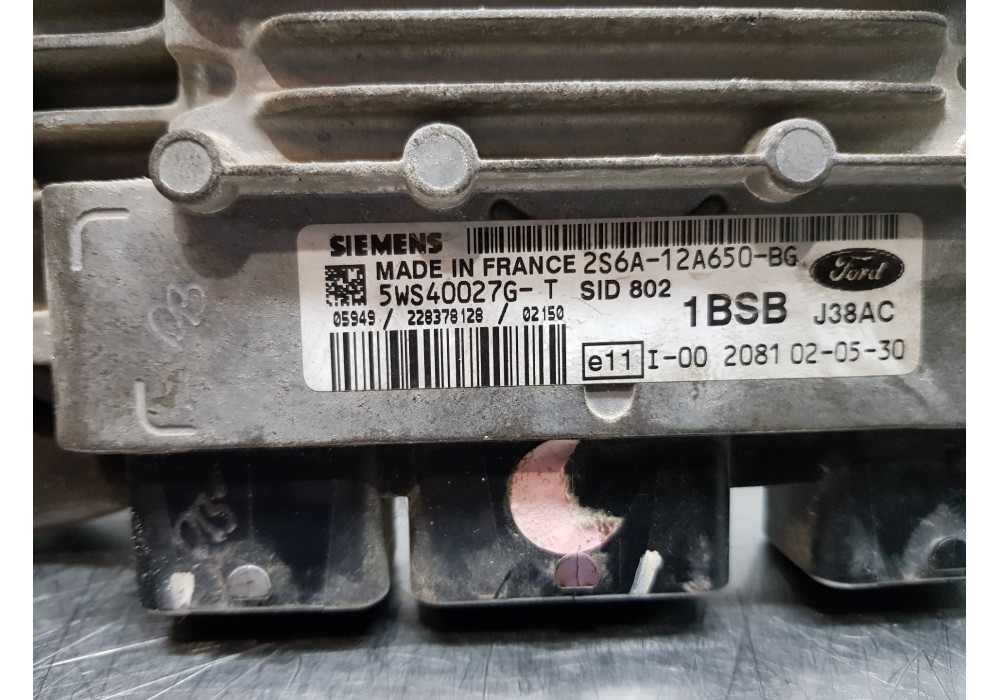 SIEMENS
MADE IN FRANCE 2S6A-12A650-BG
Ford
5WS40027G-T SID 802
1BSB J38AC
05949 / 228378128 / 02150
e11 I-00 2081 02-05-30